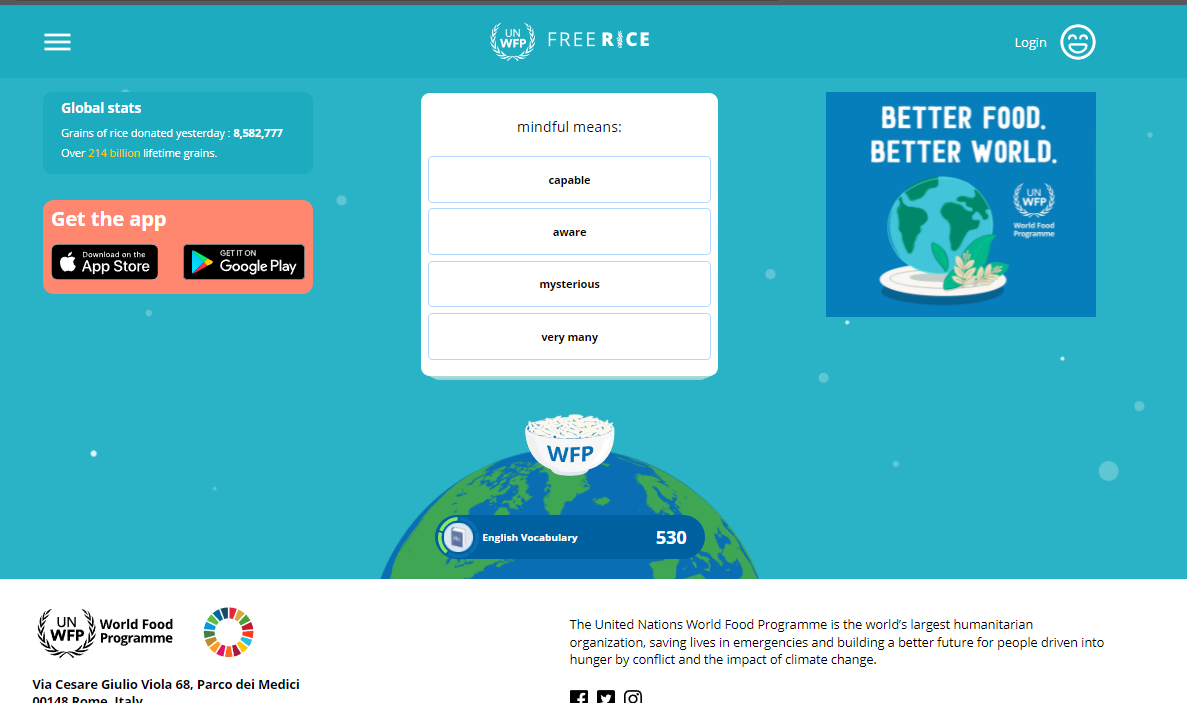 UN
WFP
FREE RICE
Login
Global stats
Grains of rice donated yesterday : 8,582,777
Over 214 billion lifetime grains.
Get the app
Download on the
App Store
GET IT ON
Google Play
mindful means:
capable
aware
mysterious
very many
BETTER FOOD.
BETTER WORLD.
UN
WFP
World Food
Programme
WFP
English Vocabulary
530
UN
WFP
World Food
Programme
Via Cesare Giulio Viola 68, Parco dei Medici
00148 Rome, Italy
The United Nations World Food Programme is the world’s largest humanitarian
organization, saving lives in emergencies and building a better future for people driven into
hunger by conflict and the impact of climate change.